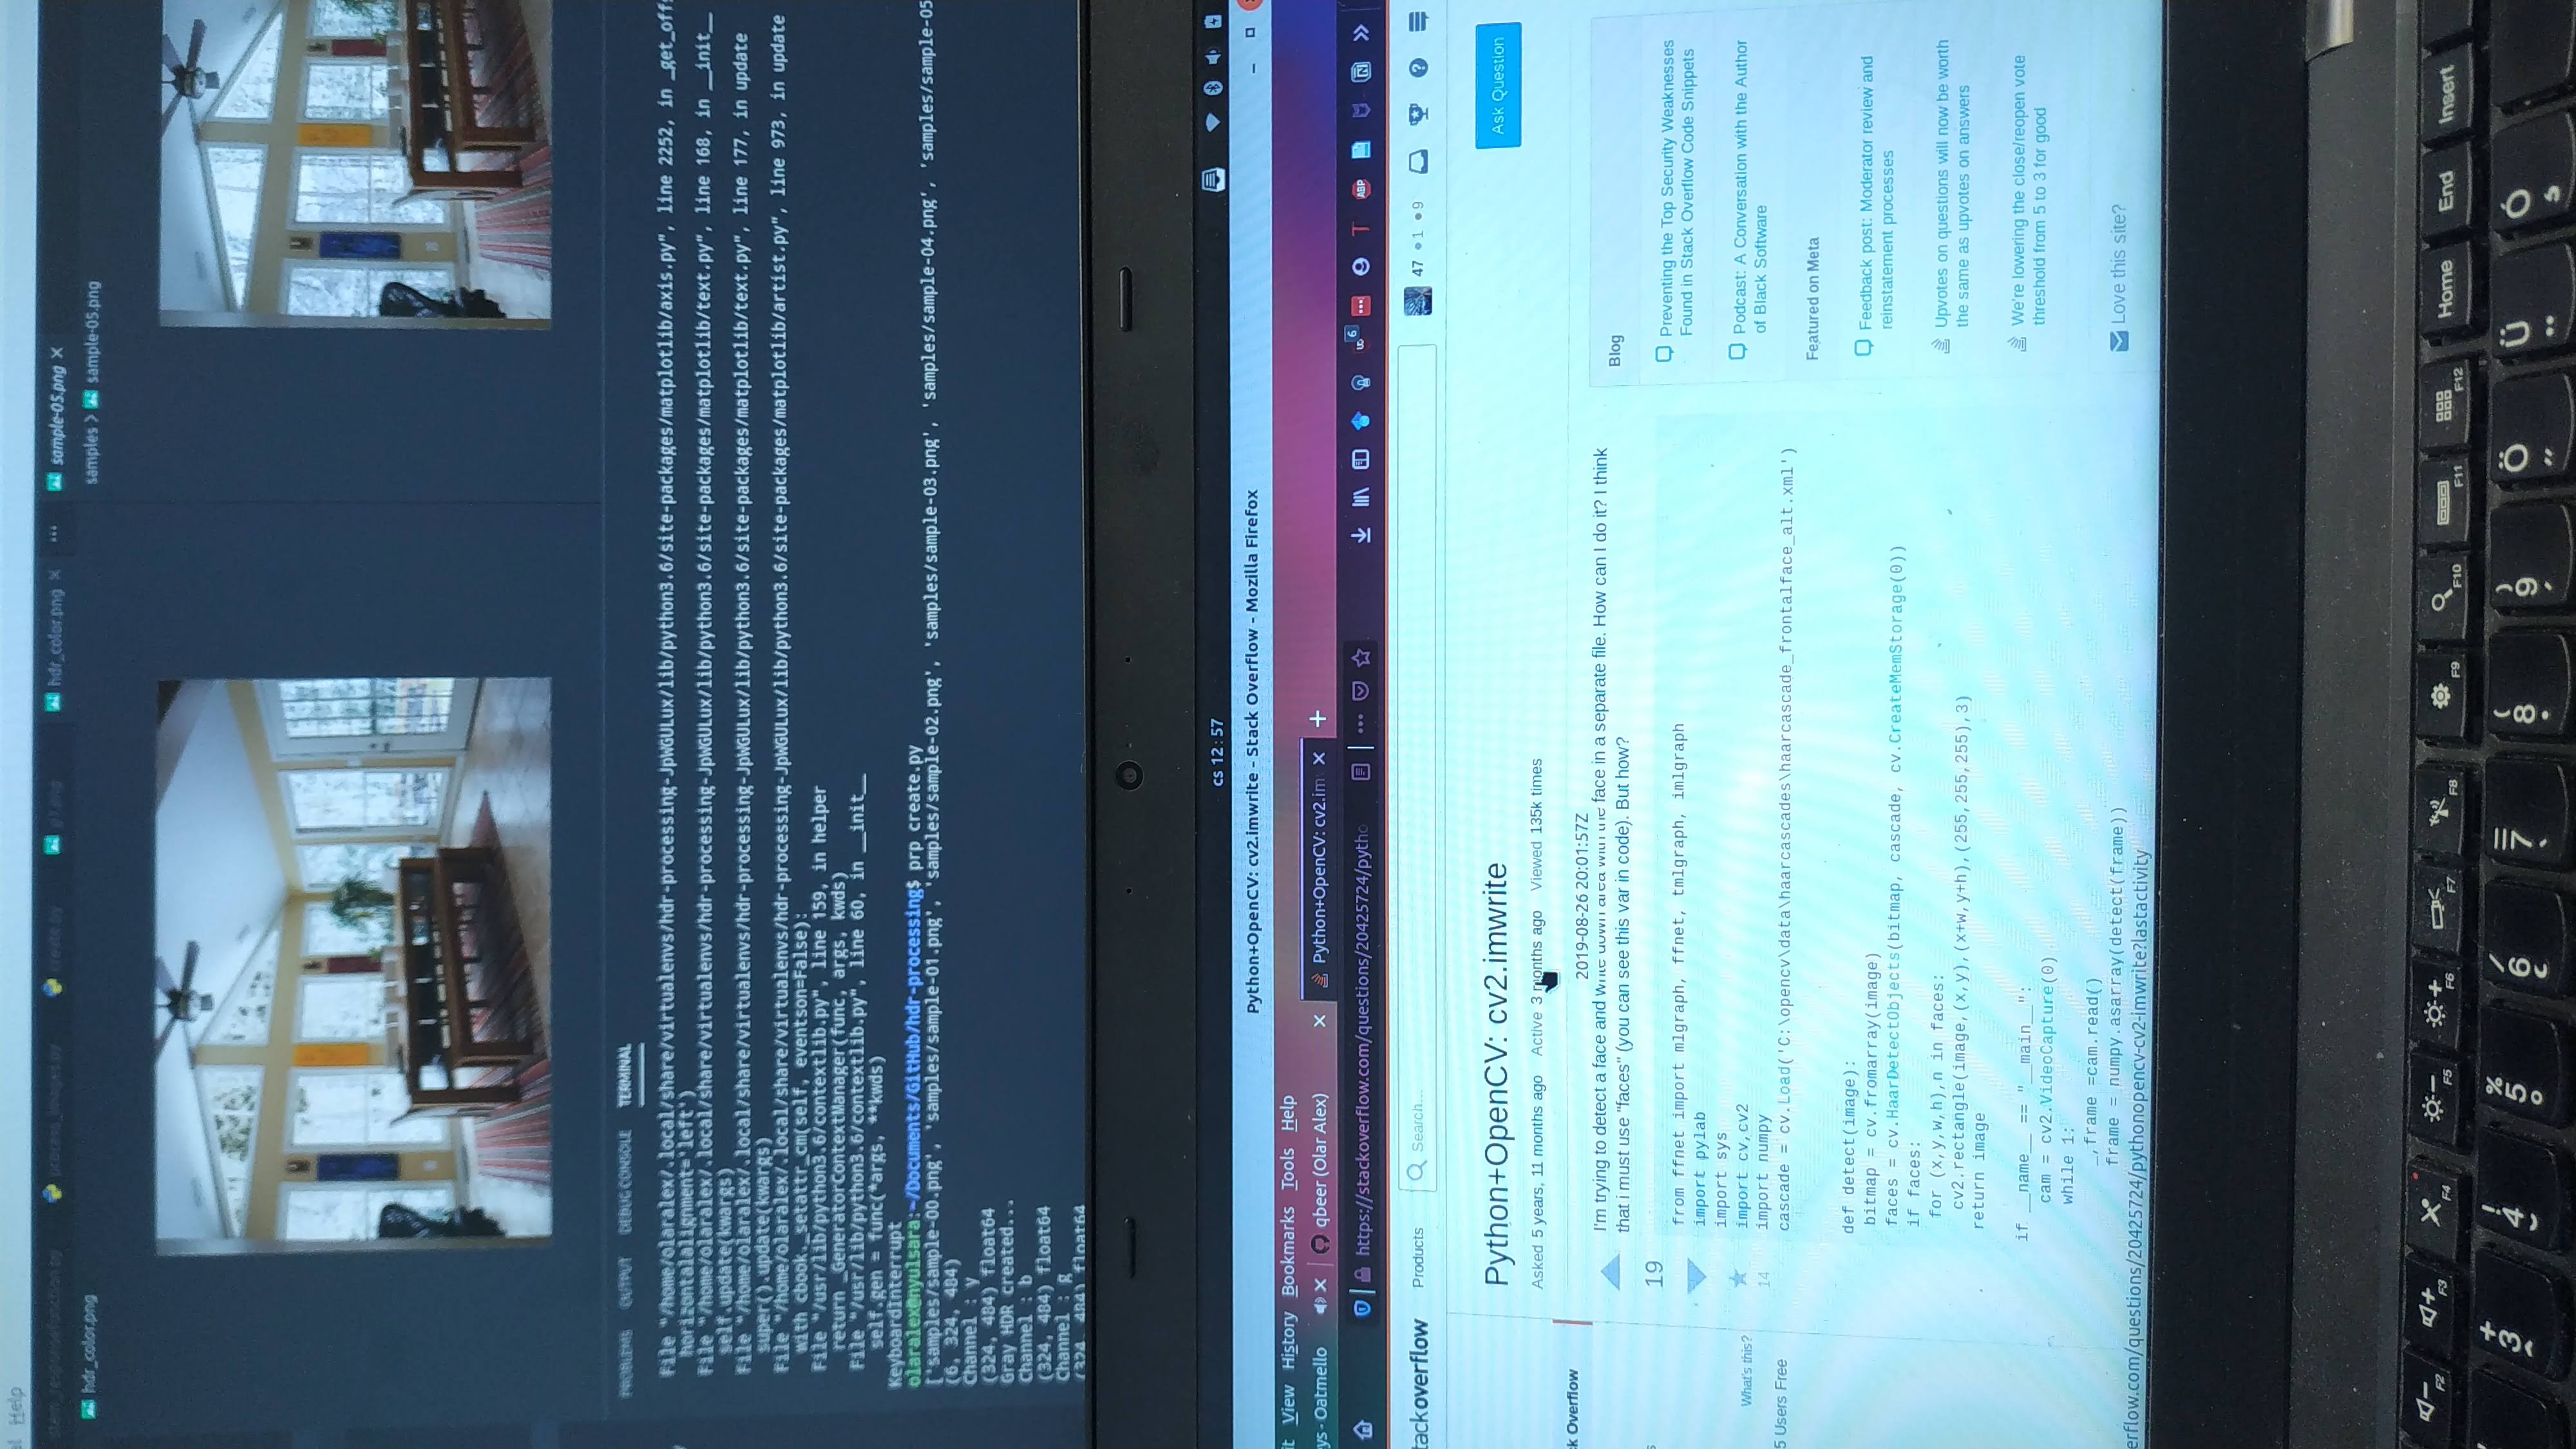 Help
process_images.py
create.py
hdr_color.png
sample-05.png
hdr_color.png
samples > sample-05.png
PROBLEMS OUTPUT DEBUG CONSOLE TERMINAL
File "/home/olaralex/.local/share/virtualenvs/hdr-processing-JpWGULux/lib/python3.6/site-packages/matplotlib/axis.py", line 2252, in _get_off
horizontalalignment='left')
File "/home/olaralex/.local/share/virtualenvs/hdr-processing-JpWGULux/lib/python3.6/site-packages/matplotlib/text.py", line 168, in __init__
self.update(kwargs)
File "/home/olaralex/.local/share/virtualenvs/hdr-processing-JpWGULux/lib/python3.6/site-packages/matplotlib/text.py", line 177, in update
super().update(kwargs)
File "/home/olaralex/.local/share/virtualenvs/hdr-processing-JpWGULux/lib/python3.6/site-packages/matplotlib/artist.py", line 973, in update
with cbook._setattr_cm(self, eventson=False):
File "/usr/lib/python3.6/contextlib.py", line 159, in helper
return _GeneratorContextManager(func, args, kwds)
File "/usr/lib/python3.6/contextlib.py", line 60, in __init__
self.gen = func(*args, **kwds)
KeyboardInterrupt
olaralex@nyulsara:~/Documents/GitHub/hdr-processing$ prp create.py
['samples/sample-00.png', 'samples/sample-01.png', 'samples/sample-02.png', 'samples/sample-03.png', 'samples/sample-04.png', 'samples/sample-05
(6, 324, 484)
Channel : y
(324, 484) float64
Gray HDR created...
Channel : b
(324, 484) float64
Channel : g
(324, 484) float64
cs 12:57
Python+OpenCV: cv2.imwrite - Stack Overflow - Mozilla Firefox
it View History Bookmarks Tools Help
ys - Oatmello
qbeer (Olar Alex)
Python+OpenCV: cv2.im
https://stackoverflow.com/questions/20425724/pytho
6
ABP
tackoverflow Products Search... 47 1 9
Python+OpenCV: cv2.imwrite
Ask Question
Asked 5 years, 11 months ago Active 3 months ago Viewed 135k times
2019-08-26 20:01:57Z
k Overflow
I'm trying to detect a face and write down area with the face in a separate file. How can I do it? I think
that i must use "faces" (you can see this var in code). But how?
19
14
What's this?
5 Users Free
from ffnet import mlgraph, ffnet, tmlgraph, imlgraph
import pylab
import sys
import cv,cv2
import numpy
cascade = cv.Load('C:\opencv\data\haarcascades\haarcascade_frontalface_alt.xml')
def detect(image):
bitmap = cv.fromarray(image)
faces = cv.HaarDetectObjects(bitmap, cascade, cv.CreateMemStorage(0))
if faces:
for (x,y,w,h),n in faces:
cv2.rectangle(image,(x,y),(x+w,y+h),(255,255,255),3)
return image
if __name__ == "__main__":
cam = cv2.VideoCapture(0)
while 1:
_,frame =cam.read()
frame = numpy.asarray(detect(frame))
Blog
Preventing the Top Security Weaknesses
Found in Stack Overflow Code Snippets
Podcast: A Conversation with the Author
of Black Software
Featured on Meta
Feedback post: Moderator review and
reinstatement processes
Upvotes on questions will now be worth
the same as upvotes on answers
We're lowering the close/reopen vote
threshold from 5 to 3 for good
Love this site?
erflow.com/questions/20425724/pythonopencv-cv2-imwrite?lastactivity
F2 F3 F4 F5 F6 F7 F8 F9 F10 F11 F12 Home End Insert
+ ! % / = ( )
3 4 5 6 7 8 9 Ö Ü Ó